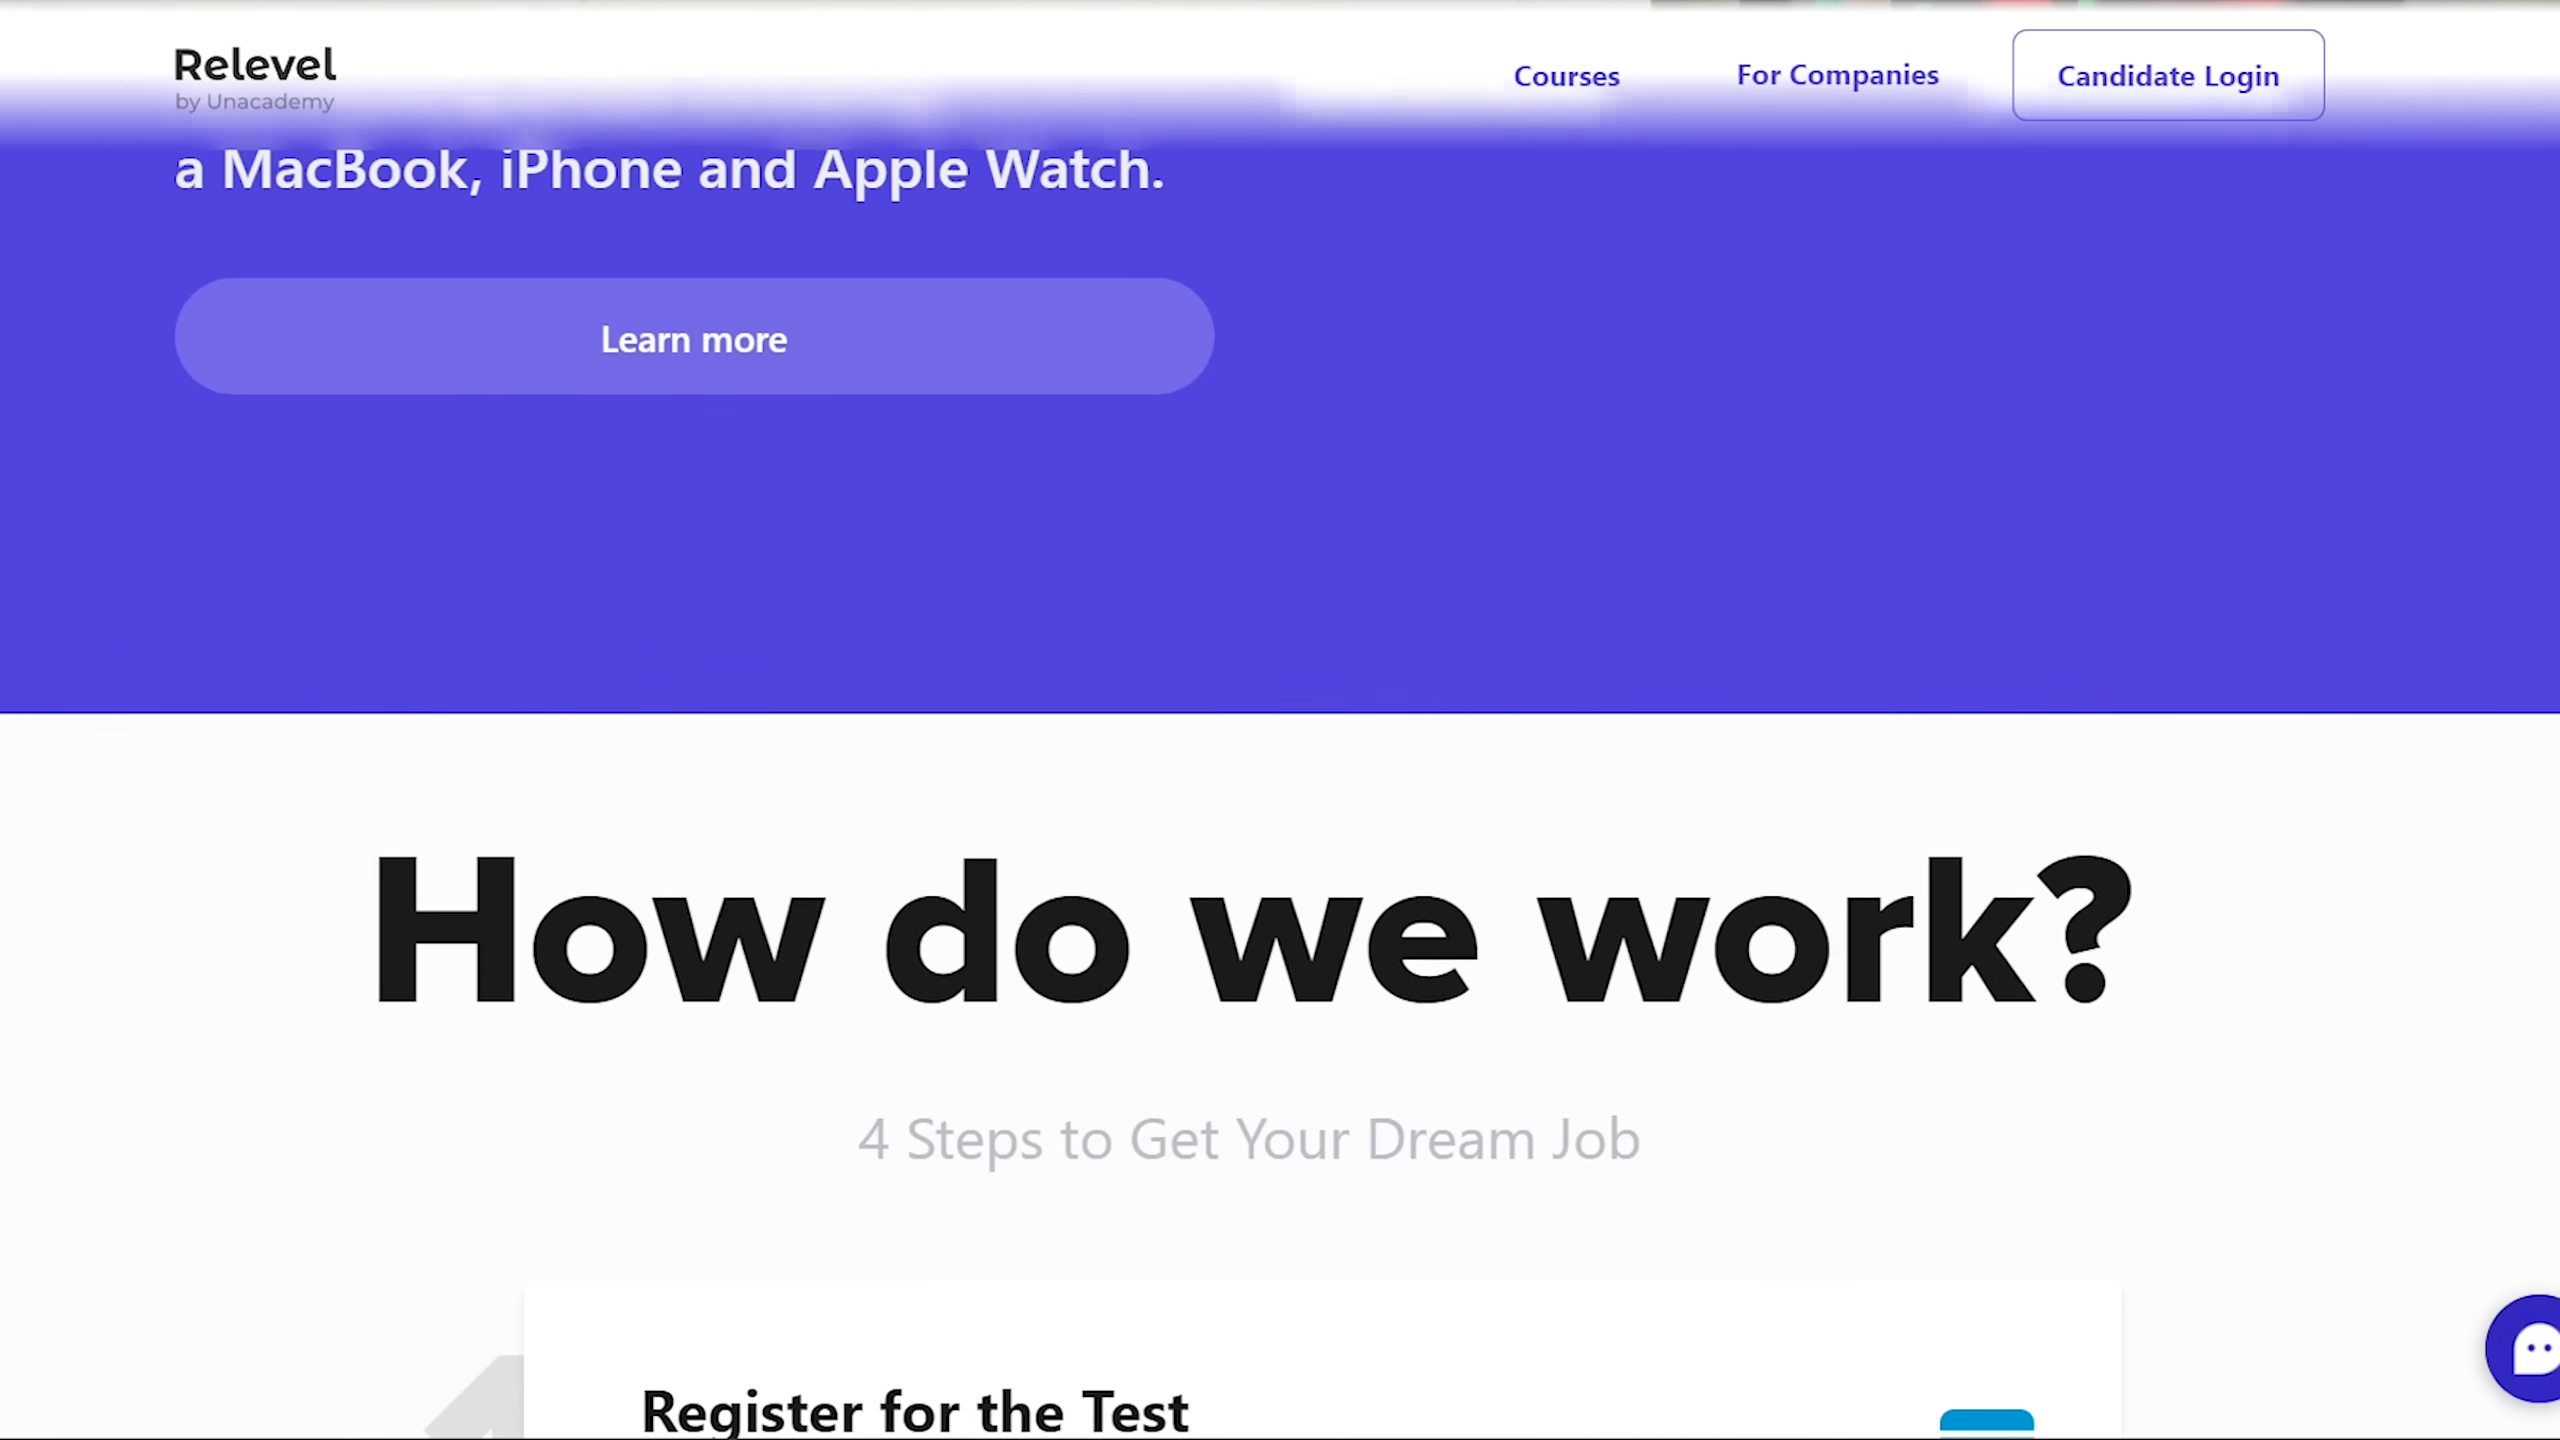 Relevel
by Unacademy
Courses
For Companies
Candidate Login
a MacBook, iPhone and Apple Watch.
Learn more
How do we work?
4 Steps to Get Your Dream Job
1
Register for the Test